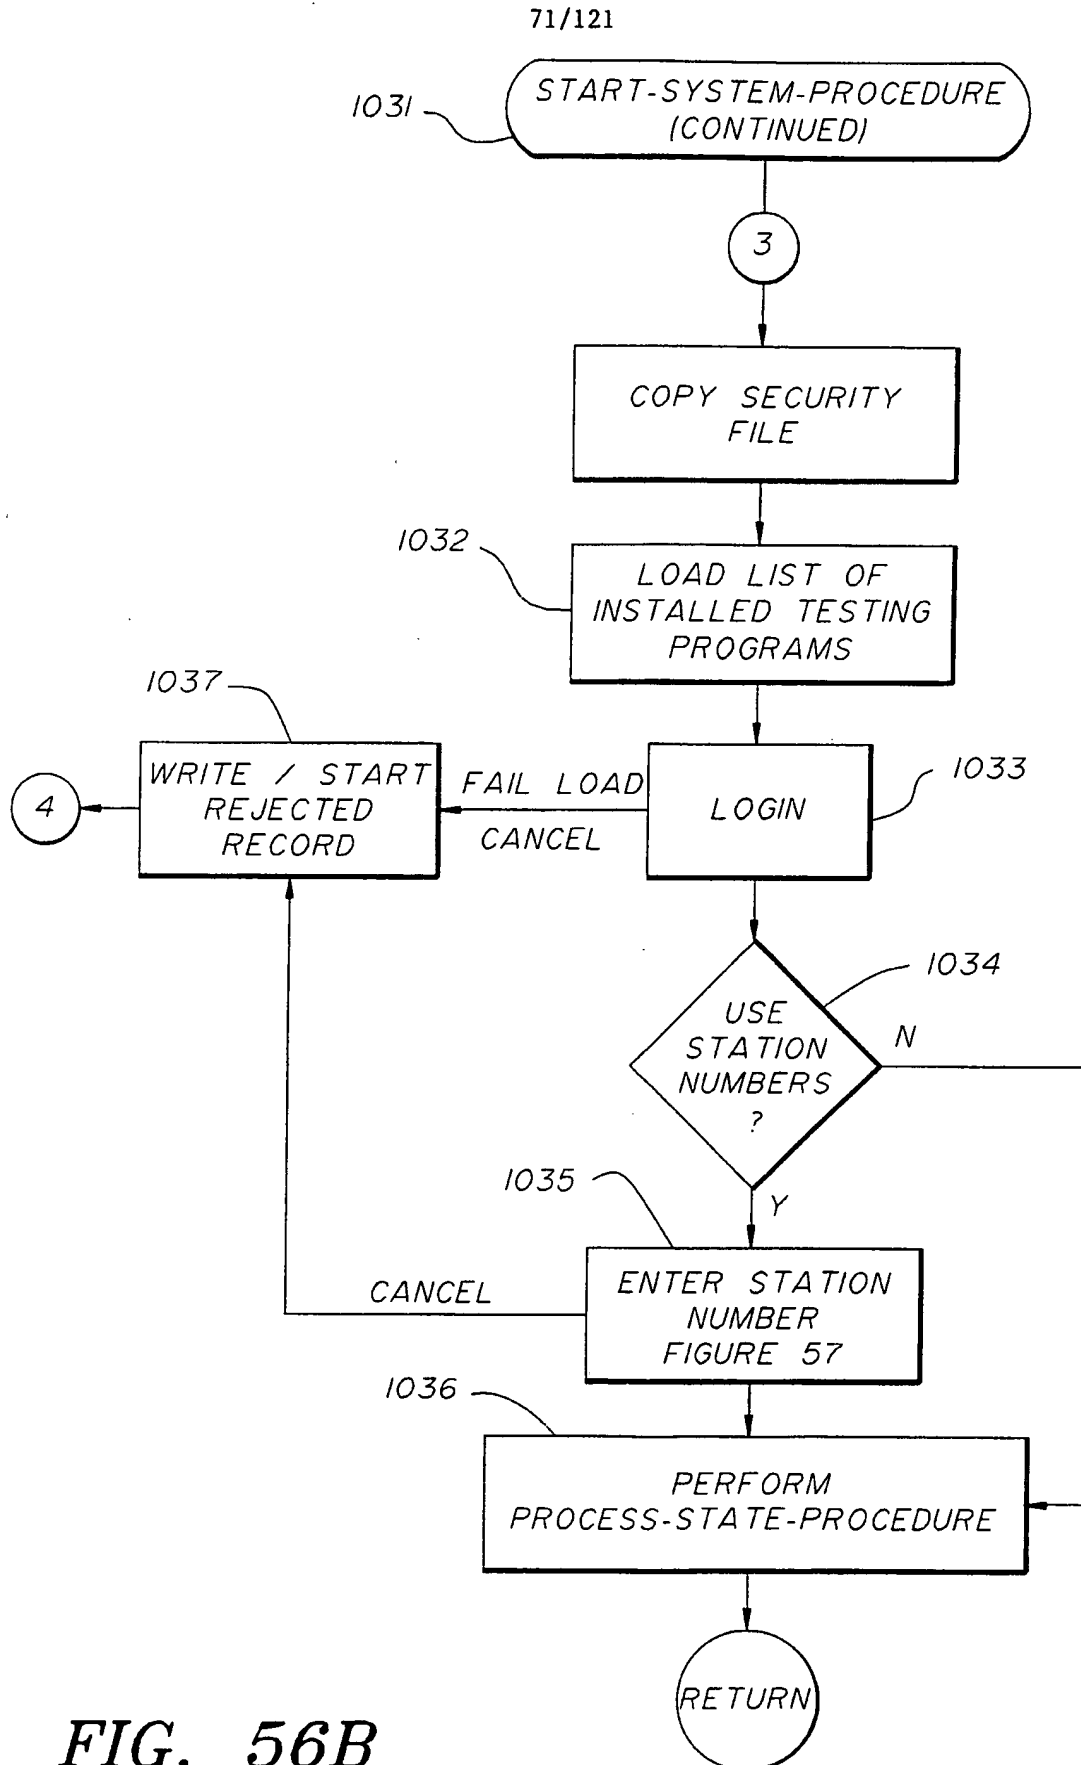 71/121
START-SYSTEM-PROCEDURE
(CONTINUED)
1031
3
COPY SECURITY
FILE
1032
LOAD LIST OF
INSTALLED TESTING
PROGRAMS
1037
WRITE / START
REJECTED
RECORD
4
FAIL LOAD
CANCEL
LOGIN
1033
1034
USE
STATION
NUMBERS
?
N
Y
1035
ENTER STATION
NUMBER
FIGURE 57
CANCEL
1036
PERFORM
PROCESS-STATE-PROCEDURE
RETURN
FIG. 56B